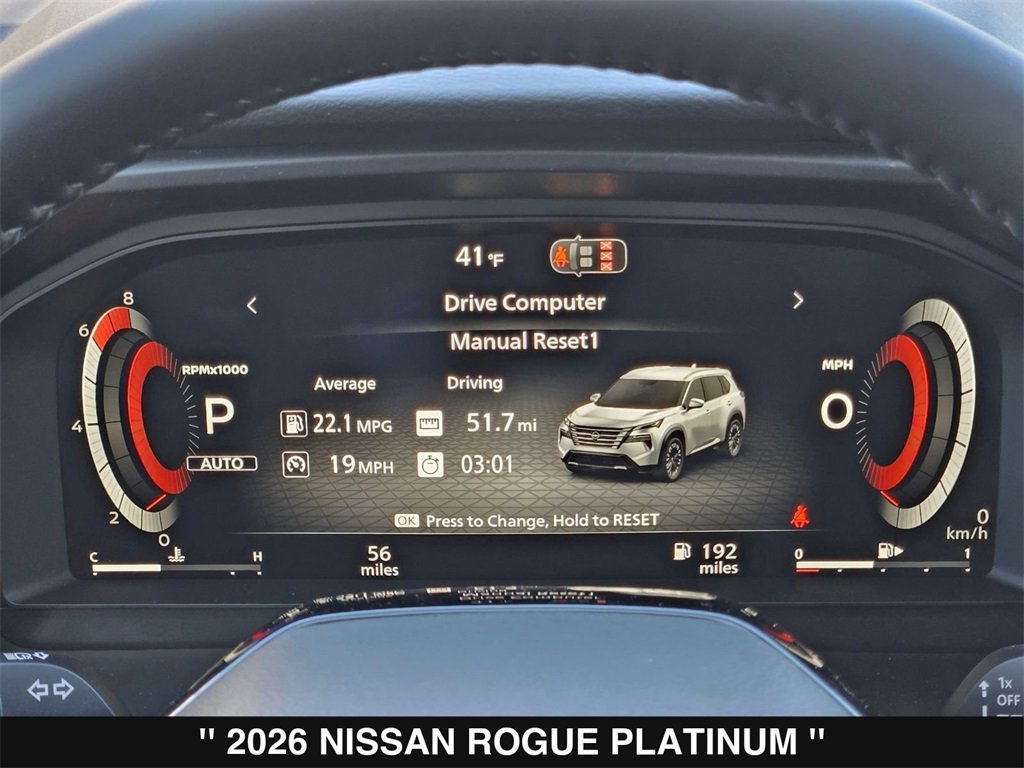 41°F
Drive Computer
Manual Reset1
8
6
RPMx1000
4
P
AUTO
2
0
Average Driving
22.1 MPG 51.7 mi
19 MPH 03:01
OK Press to Change, Hold to RESET
MPH
0
0
km/h
C H
56
miles
192
miles
0 1
1x
OFF
" 2026 NISSAN ROGUE PLATINUM "